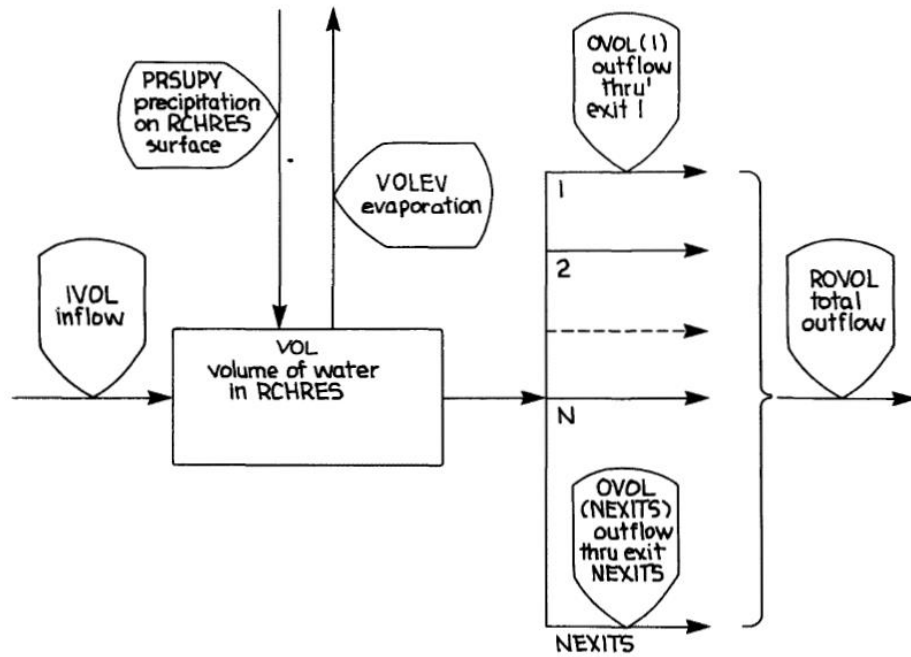 PRSUPY
precipitation
on RCHRES
surface
VOLEV
evaporation
OVOL(1)
outflow
thru'
exit 1
1
2
N
NEXITS
OVOL
(NEXITS)
outflow
thru exit
NEXITS
IVOL
inflow
VOL
volume of water
in RCHRES
ROVOL
total
outflow